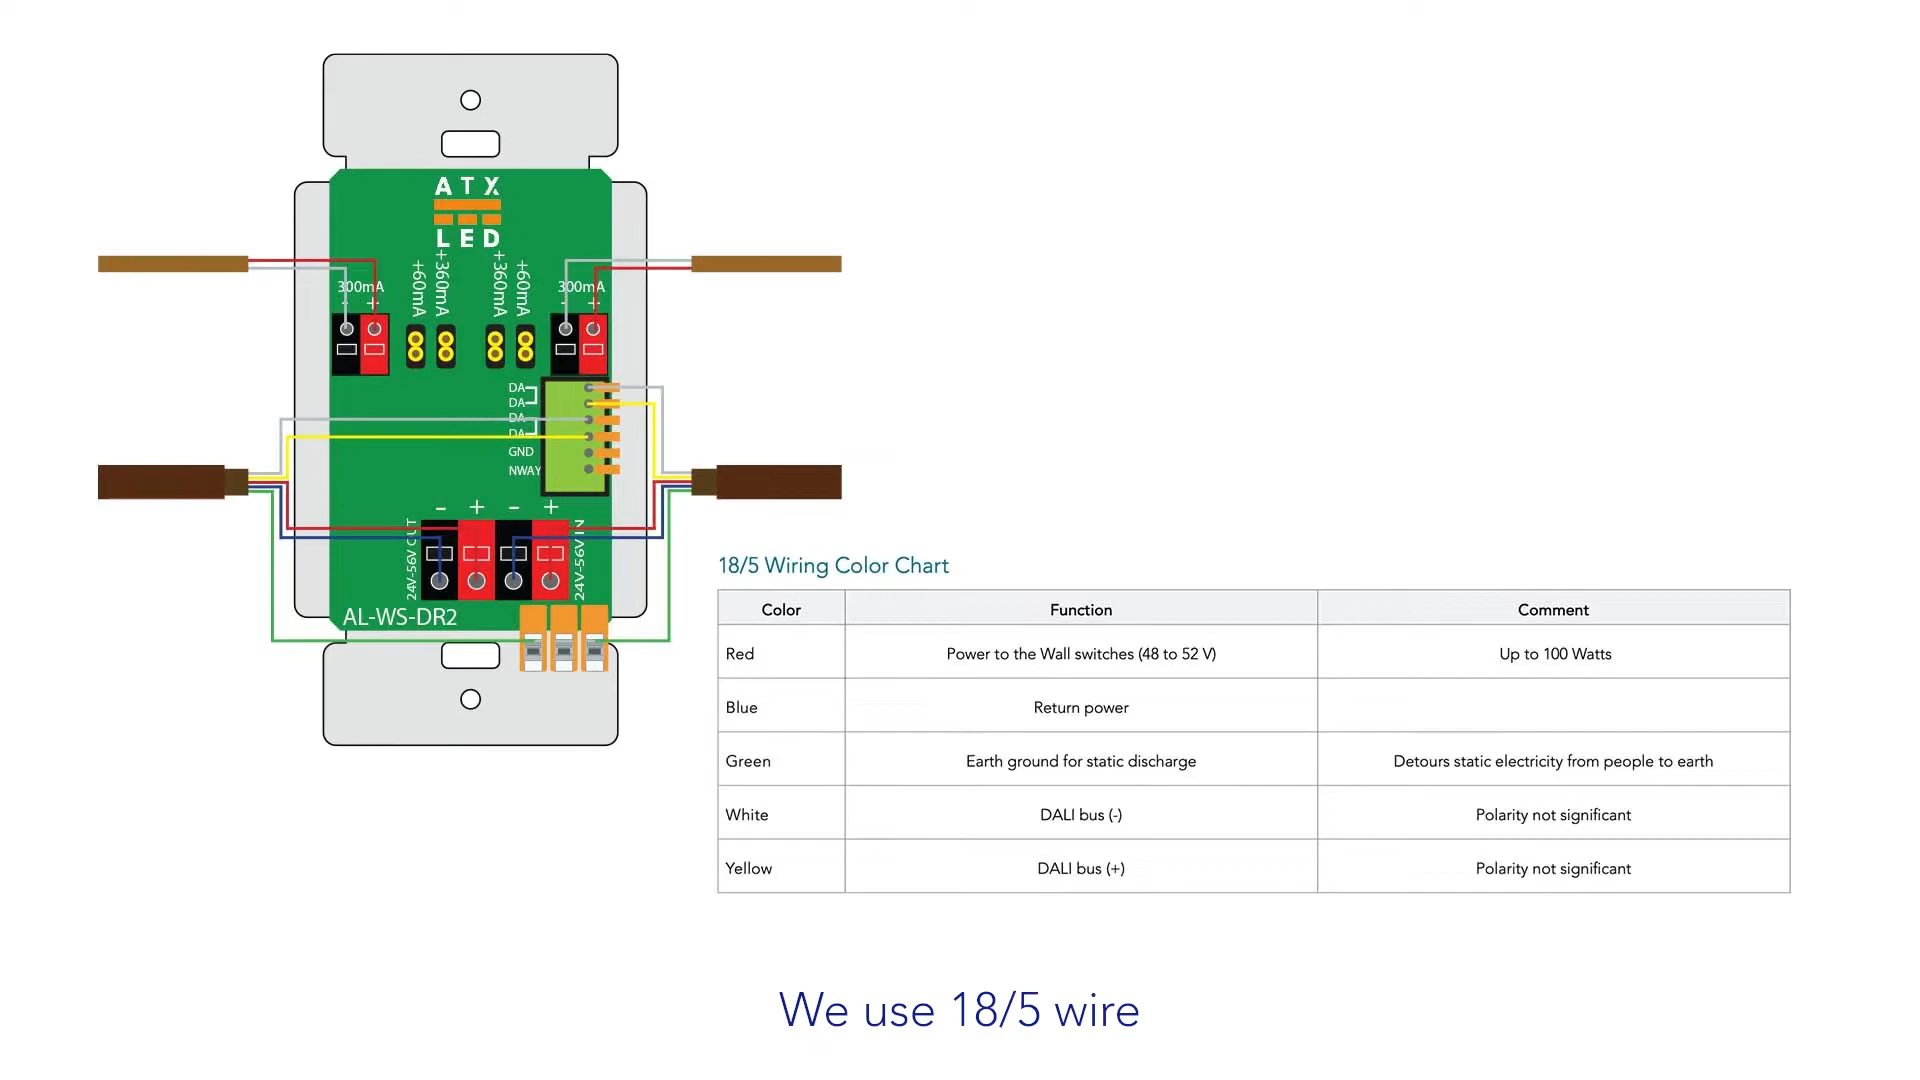 A T X
L E D
+60mA
+360mA
+360mA
+60mA
300mA
- +
300mA
- +
DA
DA
DA
DA
GND
NWAY
- + - +
24V-56V OUT
24V-56V IN
AL-WS-DR2
18/5 Wiring Color Chart
Color Function Comment
Red Power to the Wall switches (48 to 52 V) Up to 100 Watts
Blue Return power
Green Earth ground for static discharge Detours static electricity from people to earth
White DALI bus (-) Polarity not significant
Yellow DALI bus (+) Polarity not significant
We use 18/5 wire